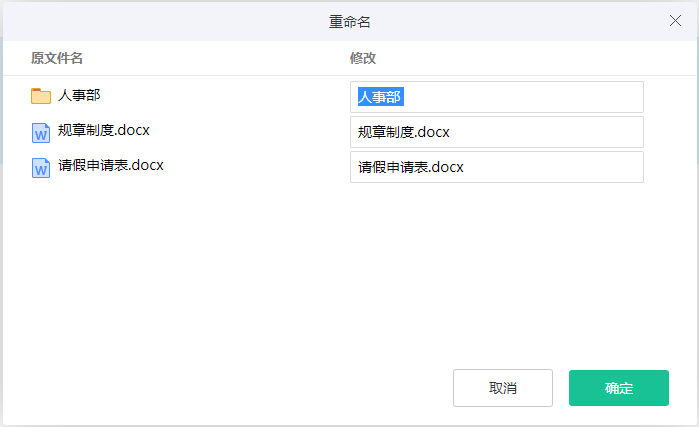 重命名
原文件名 修改
人事部 人事部
W 规章制度.docx 规章制度.docx
W 请假申请表.docx 请假申请表.docx
取消 确定